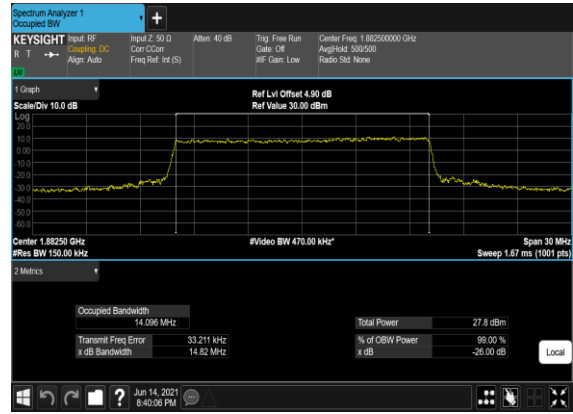 Spectrum Analyzer 1
Occupied BW
+
KEYSIGHT Input: RF Input Z: 50 Ω Atten: 40 dB Trig: Free Run Center Freq: 1.882500000 GHz
R T Coupling: DC Corr CCorr Gate: Off Avg|Hold: 500/500
Align: Auto Freq Ref: Int (S) #IF Gain: Low Radio Std: None
LW
1 Graph
Ref Lvl Offset 4.90 dB
Scale/Div 10.0 dB Ref Value 30.00 dBm
Log
20.0
10.0
0.00
-10.0
-20.0
-30.0
-40.0
-50.0
-60.0
Center 1.88250 GHz #Video BW 470.00 kHz* Span 30 MHz
#Res BW 150.00 kHz Sweep 1.67 ms (1001 pts)
2 Metrics
Occupied Bandwidth
14.096 MHz Total Power 27.8 dBm
Transmit Freq Error 33.211 kHz % of OBW Power 99.00 %
x dB Bandwidth 14.82 MHz x dB -26.00 dB
Local
? Jun 14, 2021
8:40:06 PM